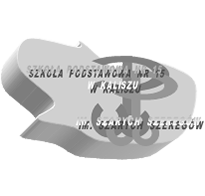 SZKOŁA PODSTAWOWA NR 15
W KALISZU
IM. SZARYCH SZEREGÓW